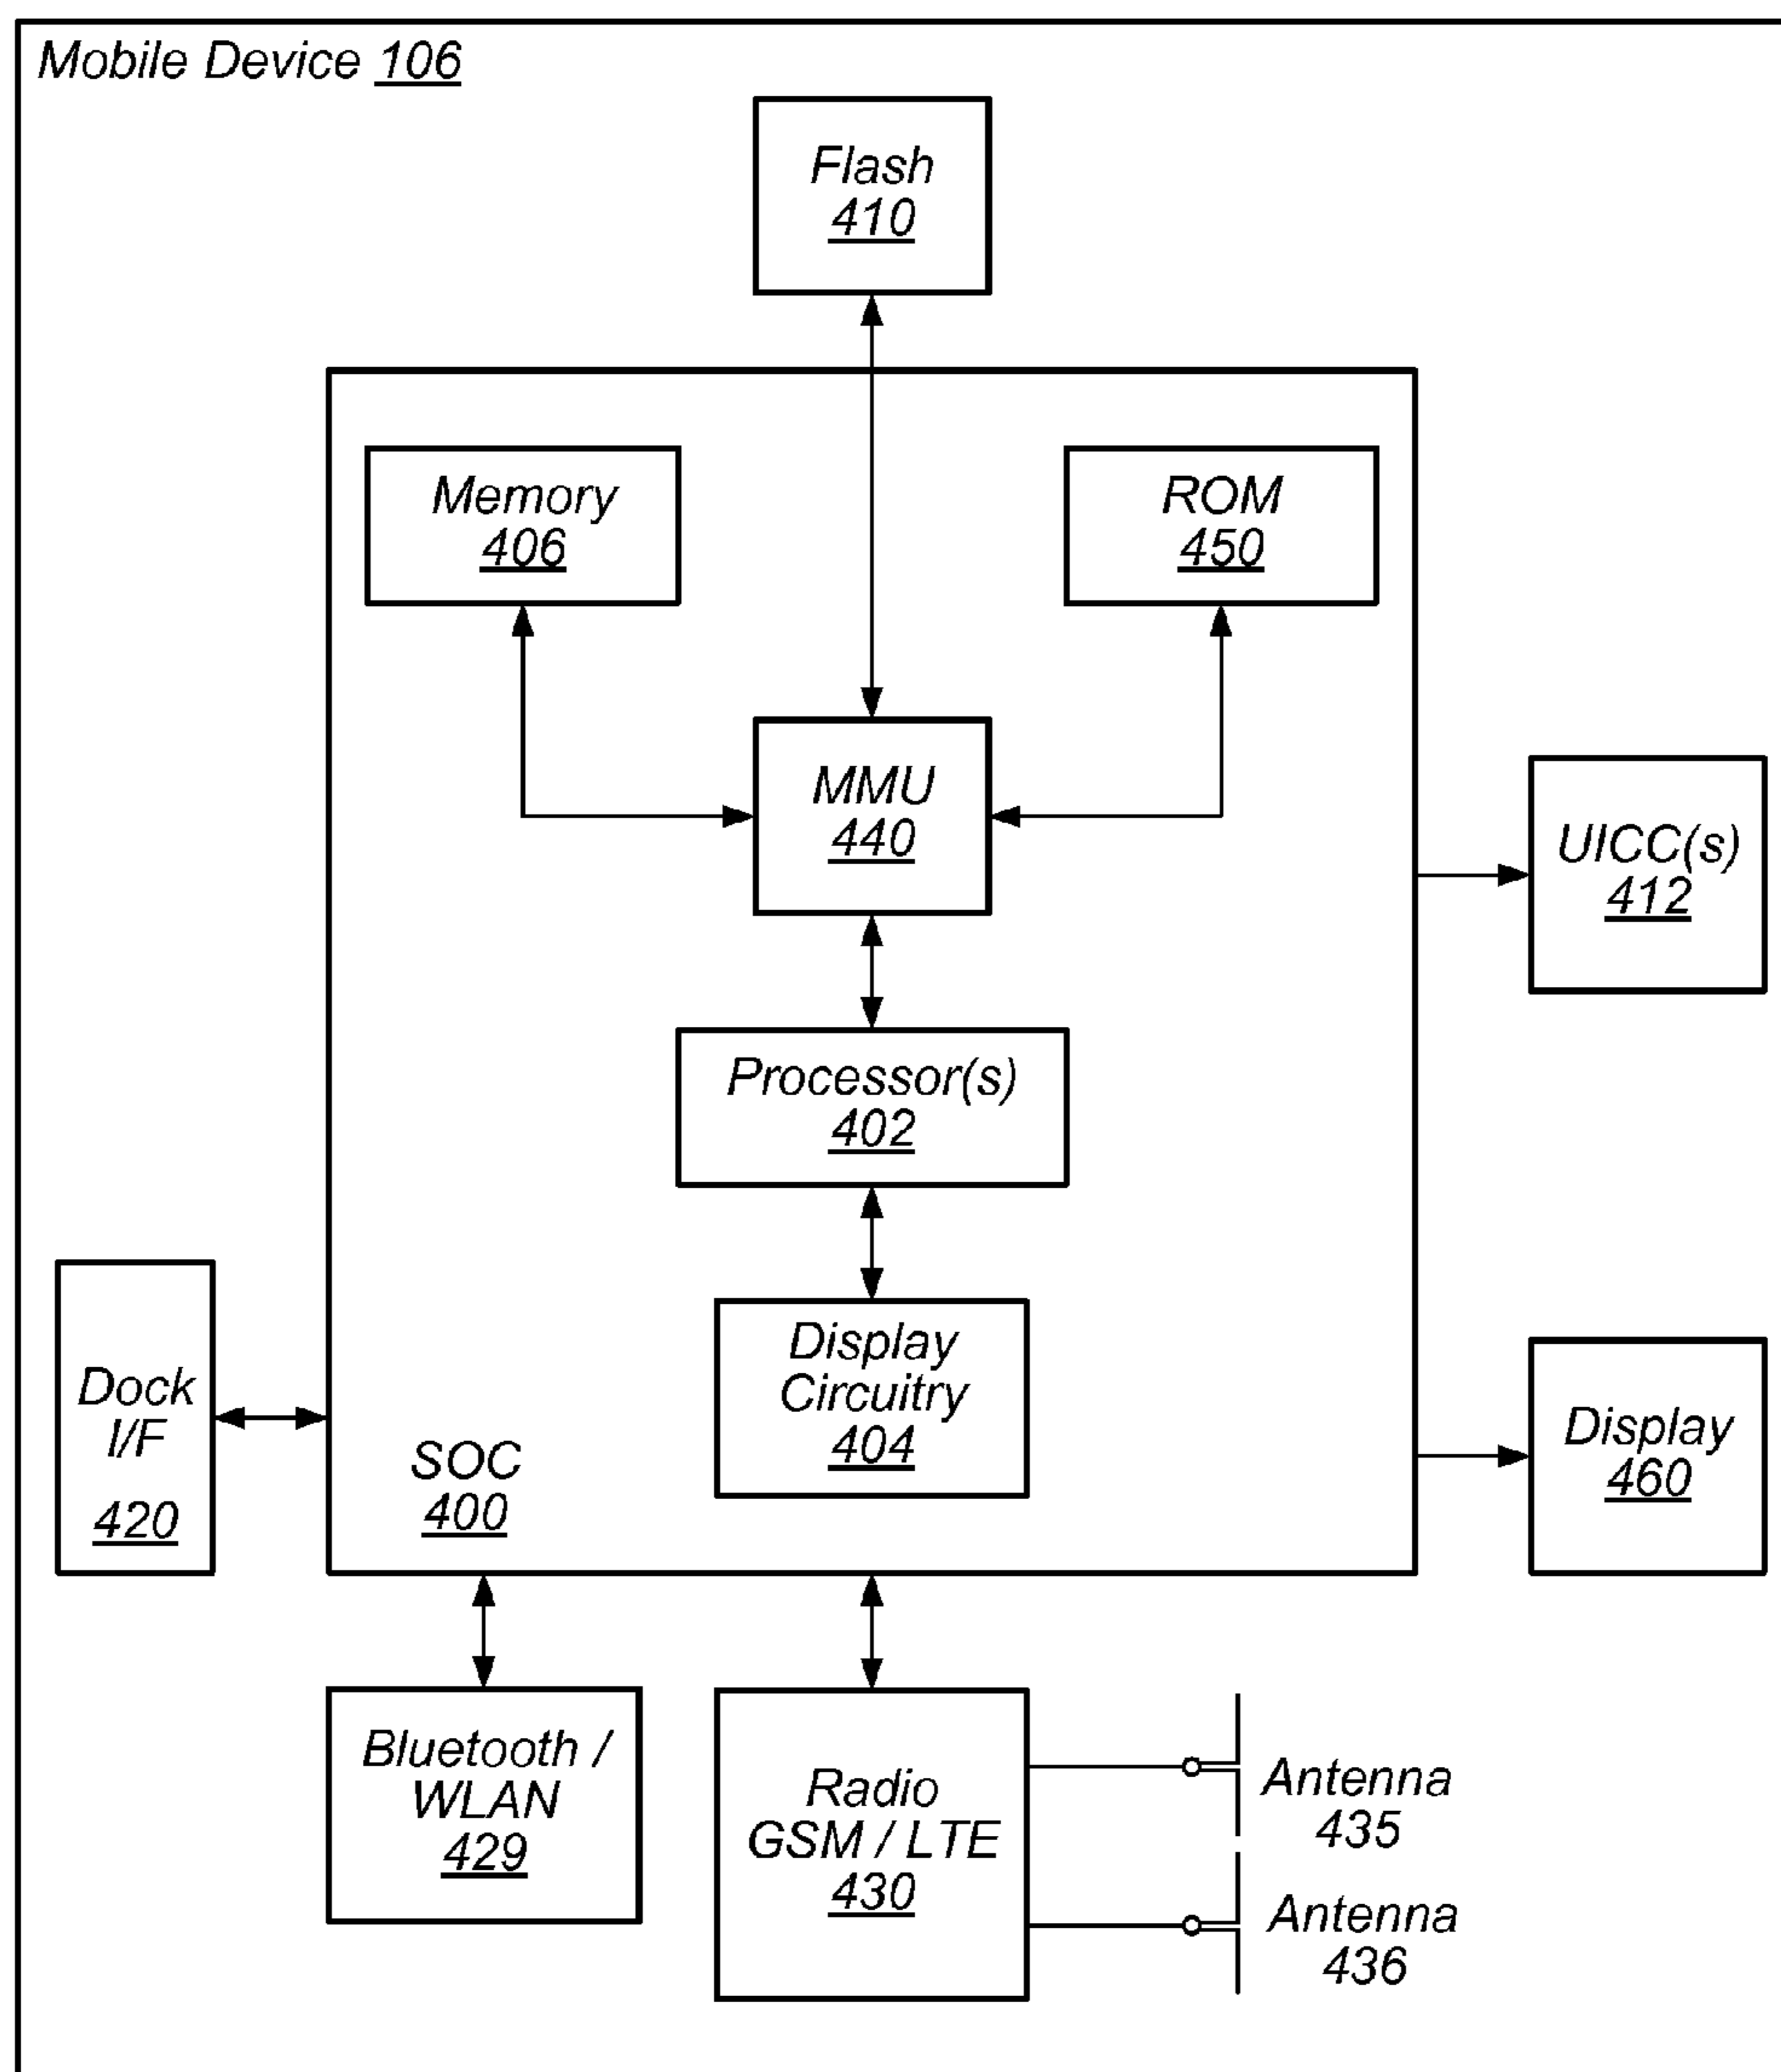 Mobile Device 106
Flash
410
Memory
406
ROM
450
MMU
440
UICC(s)
412
Processor(s)
402
Display
Circuitry
404
Dock
I/F
420
SOC
400
Display
460
Bluetooth /
WLAN
429
Radio
GSM / LTE
430
Antenna
435
Antenna
436